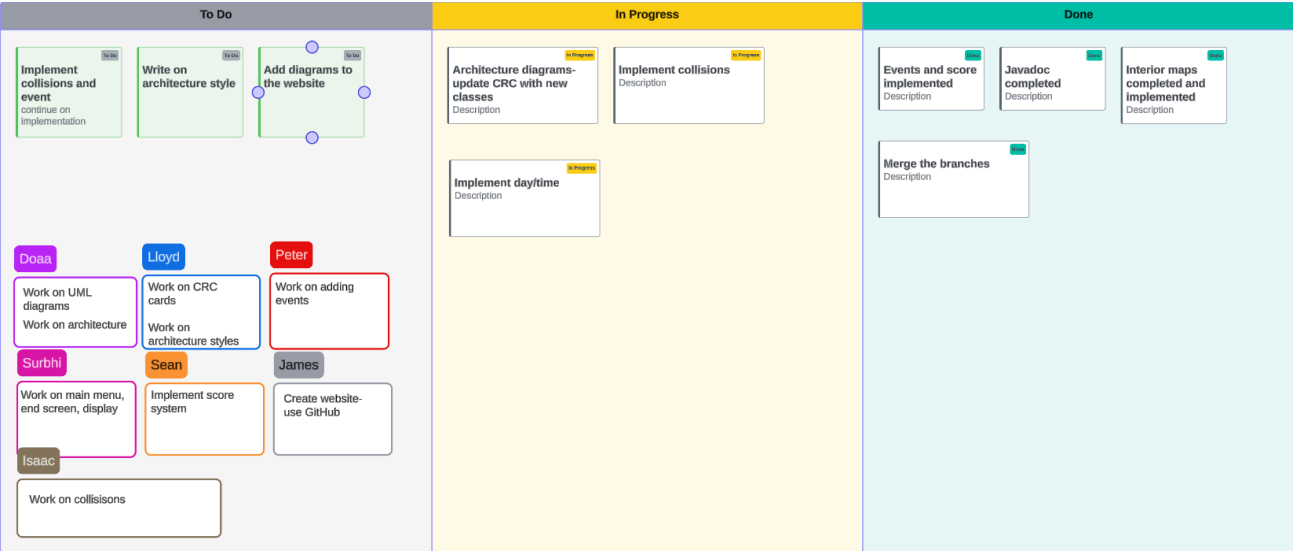 To Do
In Progress
Done
To Do
Implement
collisions and
event
continue on
implementation
To Do
Write on
architecture style
To Do
Add diagrams to
the website
In Progress
Architecture diagrams-
update CRC with new
classes
Description
In Progress
Implement collisions
Description
In Progress
Implement day/time
Description
Done
Events and score
implemented
Description
Done
Javadoc
completed
Description
Done
Interior maps
completed and
implemented
Description
Done
Merge the branches
Description
Doaa
Work on UML
diagrams
Work on architecture
Lloyd
Work on CRC
cards
Work on
architecture styles
Peter
Work on adding
events
Surbhi
Work on main menu,
end screen, display
Sean
Implement score
system
James
Create website-
use GitHub
Isaac
Work on collisisons